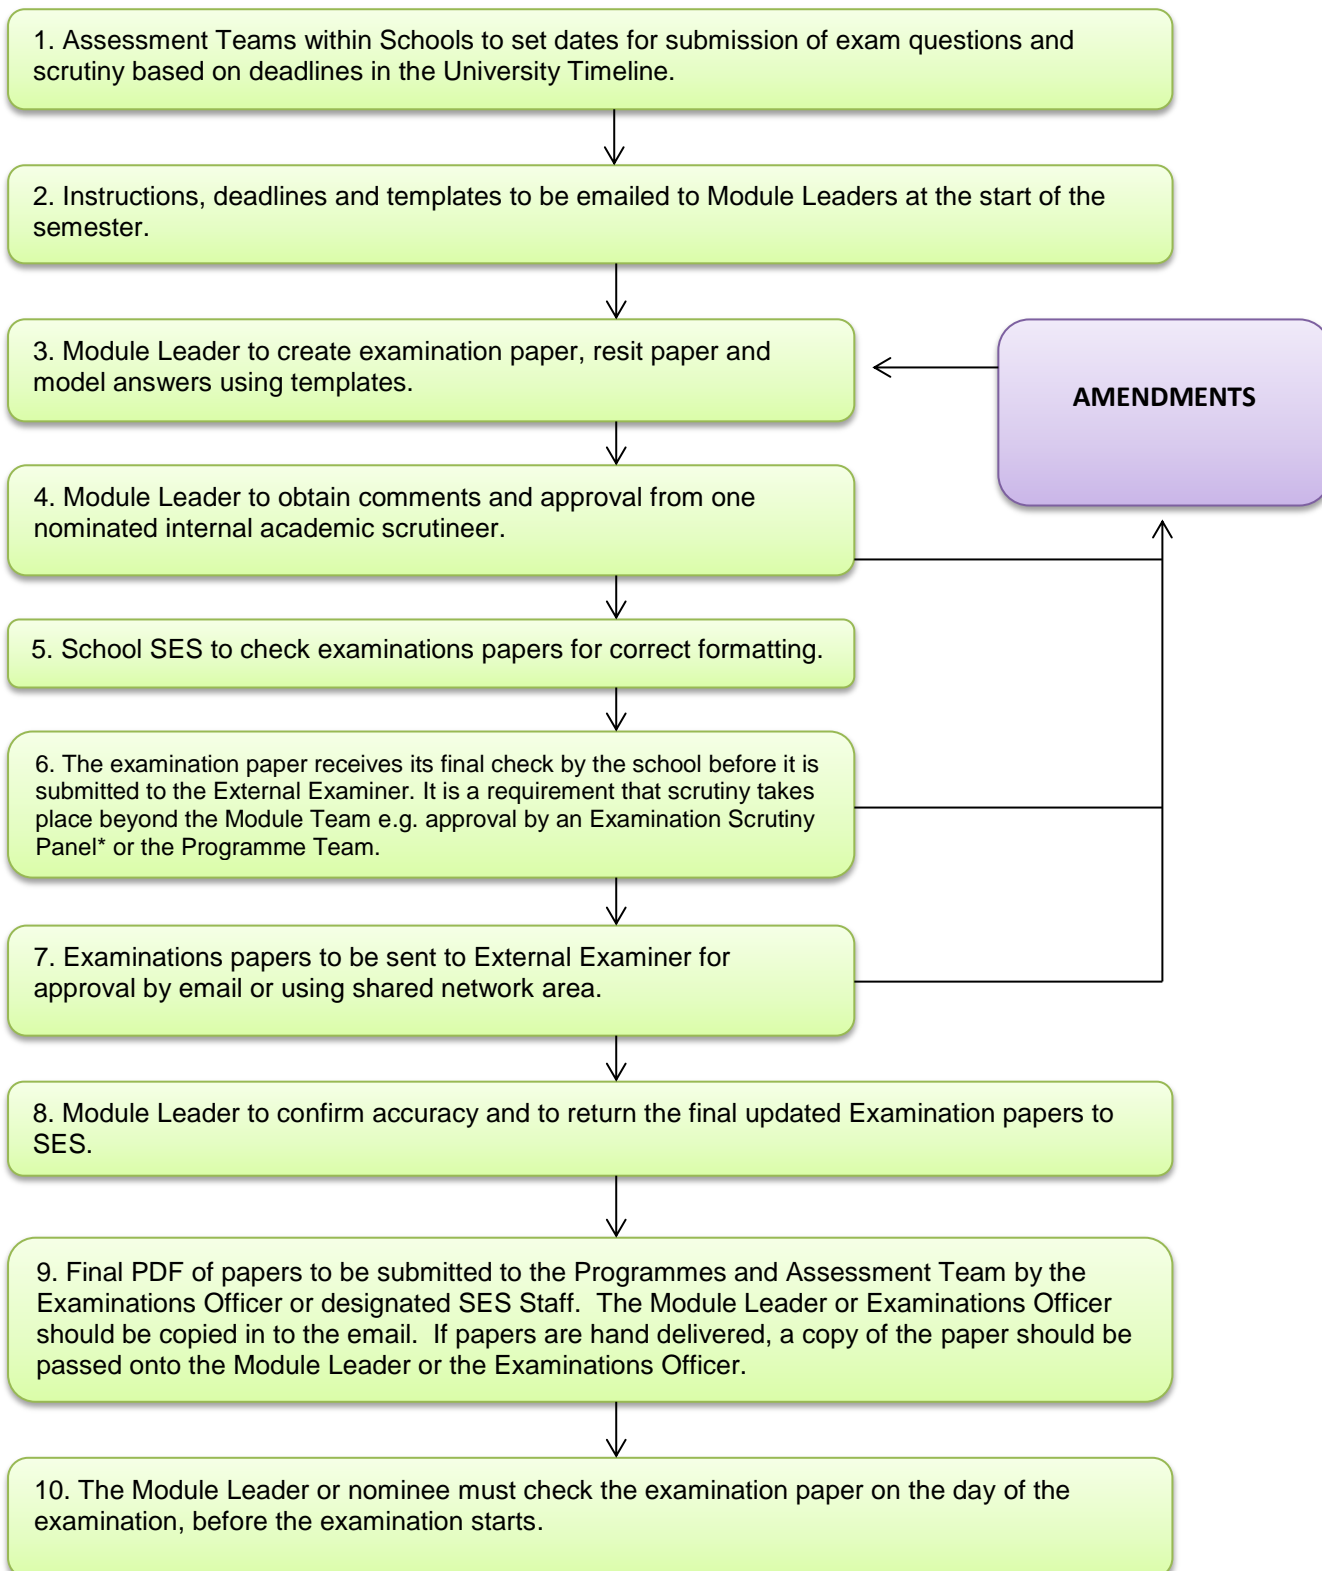 1. Assessment Teams within Schools to set dates for submission of exam questions and
scrutiny based on deadlines in the University Timeline.
2. Instructions, deadlines and templates to be emailed to Module Leaders at the start of the
semester.
3. Module Leader to create examination paper, resit paper and
model answers using templates.
AMENDMENTS
4. Module Leader to obtain comments and approval from one
nominated internal academic scrutineer.
5. School SES to check examinations papers for correct formatting.
6. The examination paper receives its final check by the school before it is
submitted to the External Examiner. It is a requirement that scrutiny takes
place beyond the Module Team e.g. approval by an Examination Scrutiny
Panel* or the Programme Team.
7. Examinations papers to be sent to External Examiner for
approval by email or using shared network area.
8. Module Leader to confirm accuracy and to return the final updated Examination papers to
SES.
9. Final PDF of papers to be submitted to the Programmes and Assessment Team by the
Examinations Officer or designated SES Staff.  The Module Leader or Examinations Officer
should be copied in to the email.  If papers are hand delivered, a copy of the paper should be
passed onto the Module Leader or the Examinations Officer.
10. The Module Leader or nominee must check the examination paper on the day of the
examination, before the examination starts.